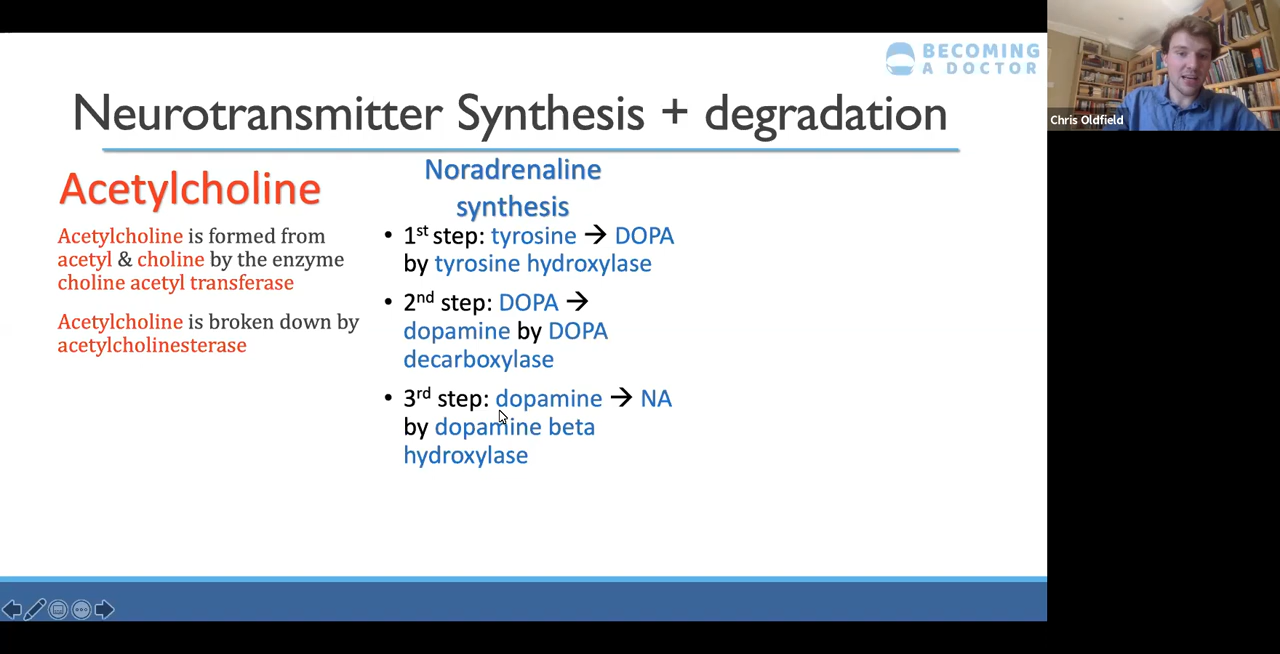 BECOMING
A DOCTOR
Neurotransmitter Synthesis + degradation
Acetylcholine
Acetylcholine is formed from
acetyl & choline by the enzyme
choline acetyl transferase
Acetylcholine is broken down by
acetylcholinesterase
Noradrenaline
synthesis
• 1st step: tyrosine → DOPA
by tyrosine hydroxylase
• 2nd step: DOPA →
dopamine by DOPA
decarboxylase
• 3rd step: dopamine → NA
by dopamine beta
hydroxylase
Chris Oldfield